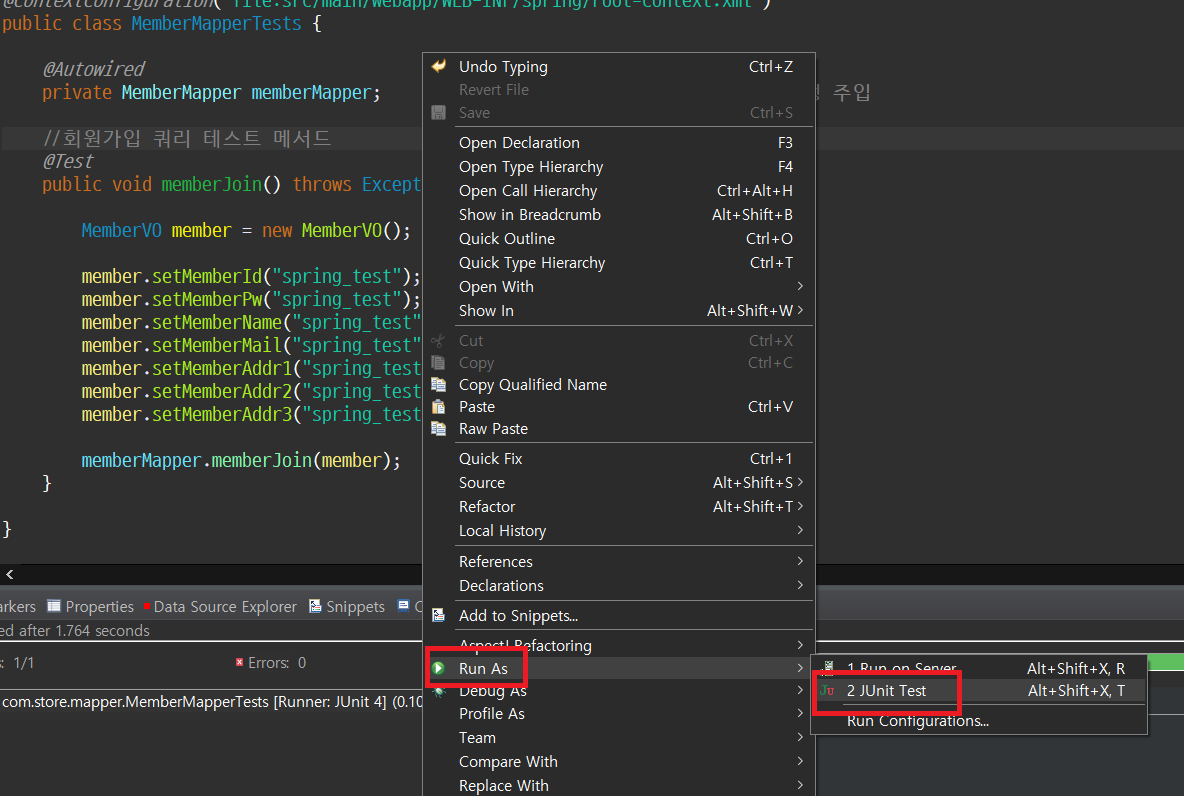 @ContextConfiguration("file:src/main/webapp/WEB-INF/spring/root-context.xml")
public class MemberMapperTests {
@Autowired
private MemberMapper memberMapper;
주입
//회원가입 쿼리 테스트 메서드
@Test
public void memberJoin() throws Except
MemberVO member = new MemberVO();
member.setMemberId("spring_test");
member.setMemberPw("spring_test");
member.setMemberName("spring_test"
member.setMemberMail("spring_test"
member.setMemberAddr1("spring_test
member.setMemberAddr2("spring_test
member.setMemberAddr3("spring_test
memberMapper.memberJoin(member);
}
}
Undo Typing Ctrl+Z
Revert File
Save Ctrl+S
Open Declaration F3
Open Type Hierarchy F4
Open Call Hierarchy Ctrl+Alt+H
Show in Breadcrumb Alt+Shift+B
Quick Outline Ctrl+O
Quick Type Hierarchy Ctrl+T
Open With >
Show In Alt+Shift+W >
Cut Ctrl+X
Copy Ctrl+C
Copy Qualified Name
Paste Ctrl+V
Raw Paste
Quick Fix Ctrl+1
Source Alt+Shift+S >
Refactor Alt+Shift+T >
Local History >
References >
Declarations >
Add to Snippets...
AspectJ Refactoring >
Run As >
Debug As >
Profile As >
Team >
Compare With >
Replace With >
1 Run on Server Alt+Shift+X, R
Ju 2 JUnit Test Alt+Shift+X, T
Run Configurations...
arkers Properties Data Source Explorer Snippets
ed after 1.764 seconds
s: 1/1 Errors: 0
com.store.mapper.MemberMapperTests [Runner: JUnit 4] (0.10